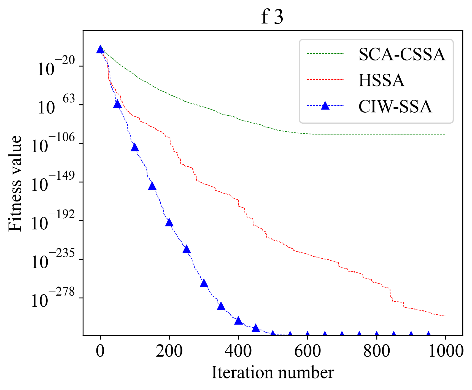 f 3
SCA-CSSA
HSSA
CIW-SSA
10^-20
10^-63
10^-106
10^-149
10^-192
10^-235
10^-278
Fitness value
0 200 400 600 800 1000
Iteration number